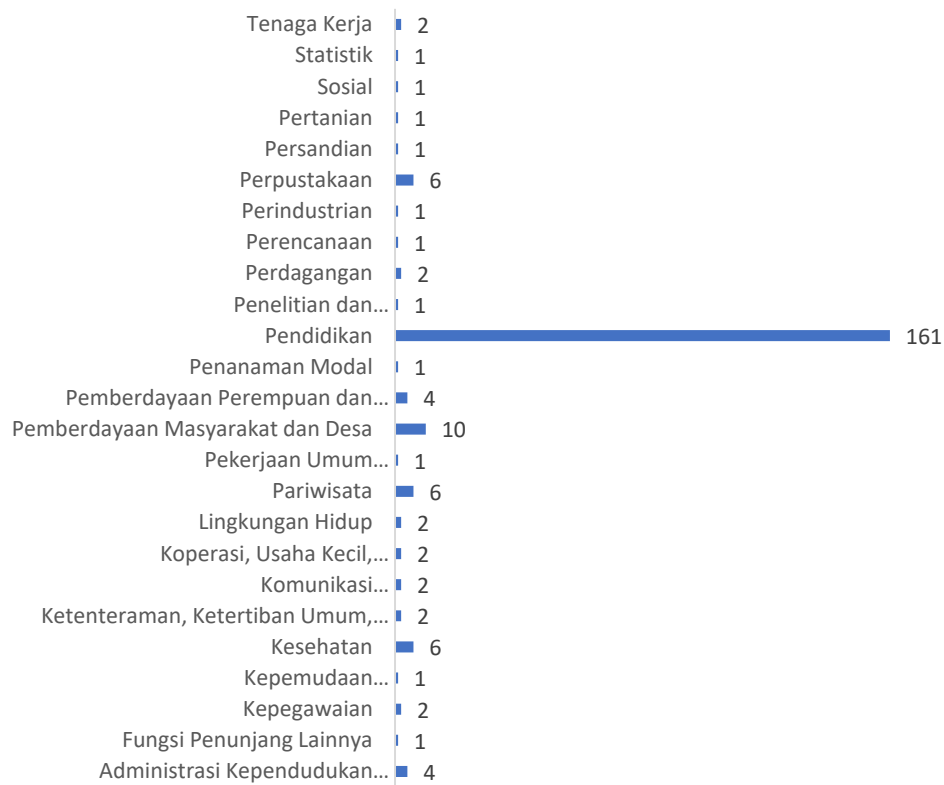 Tenaga Kerja 2
Statistik 1
Sosial 1
Pertanian 1
Persandian 1
Perpustakaan 6
Perindustrian 1
Perencanaan 1
Perdagangan 2
Penelitian dan... 1
Pendidikan 161
Penanaman Modal 1
Pemberdayaan Perempuan dan... 4
Pemberdayaan Masyarakat dan Desa 10
Pekerjaan Umum... 1
Pariwisata 6
Lingkungan Hidup 2
Koperasi, Usaha Kecil,... 2
Komunikasi... 2
Ketenteraman, Ketertiban Umum,... 2
Kesehatan 6
Kepemudaan... 1
Kepegawaian 2
Fungsi Penunjang Lainnya 1
Administrasi Kependudukan... 4